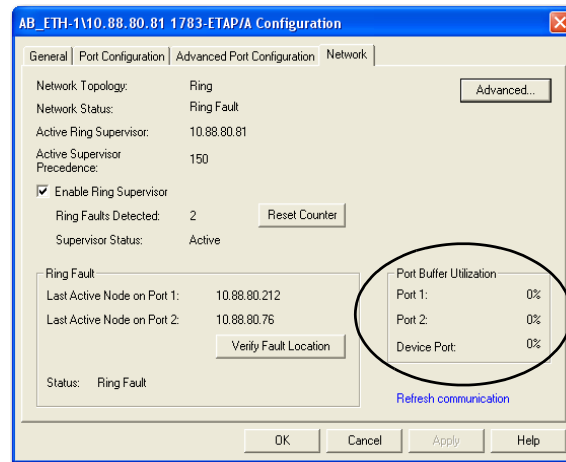 AB_ETH-1\10.88.80.81 1783-ETAP/A Configuration
General Port Configuration Advanced Port Configuration Network
Network Topology: Ring
Advanced...
Network Status: Ring Fault
Active Ring Supervisor: 10.88.80.81
Active Supervisor
Precedence: 150
Enable Ring Supervisor
Ring Faults Detected: 2 Reset Counter
Supervisor Status: Active
Ring Fault
Last Active Node on Port 1: 10.88.80.212
Last Active Node on Port 2: 10.88.80.76
Verify Fault Location
Status: Ring Fault
Port Buffer Utilization
Port 1: 0%
Port 2: 0%
Device Port: 0%
Refresh communication
OK Cancel Apply Help